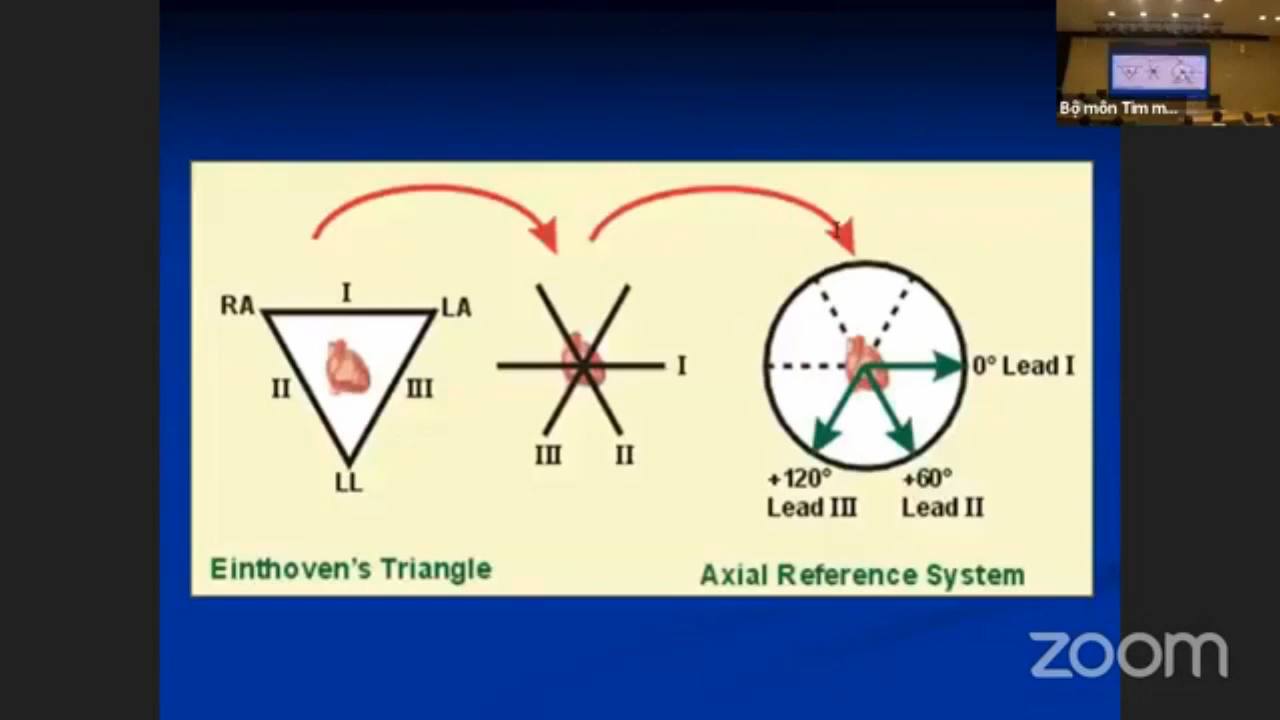 Bộ môn Tim m...
I
RA
LA
II
III
LL
I
III
II
0° Lead I
+120°
Lead III
+60°
Lead II
Einthoven's Triangle
Axial Reference System
zoom